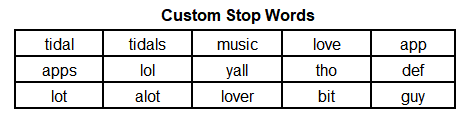 Custom Stop Words
tidal tidals music love app
apps lol yall tho def
lot alot lover bit guy